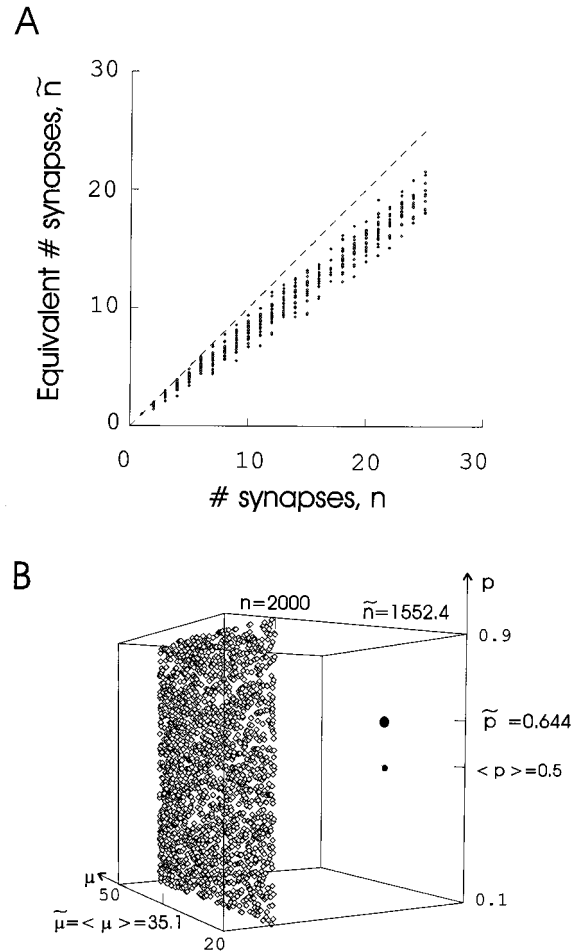 A
30
20
10
0
Equivalent # synapses, ñ
0 10 20 30
# synapses, n
B
n=2000
ñ=1552.4
p
0.9
p̃ =0.644
< p >=0.5
0.1
μ
50
μ̃=< μ >=35.1
20